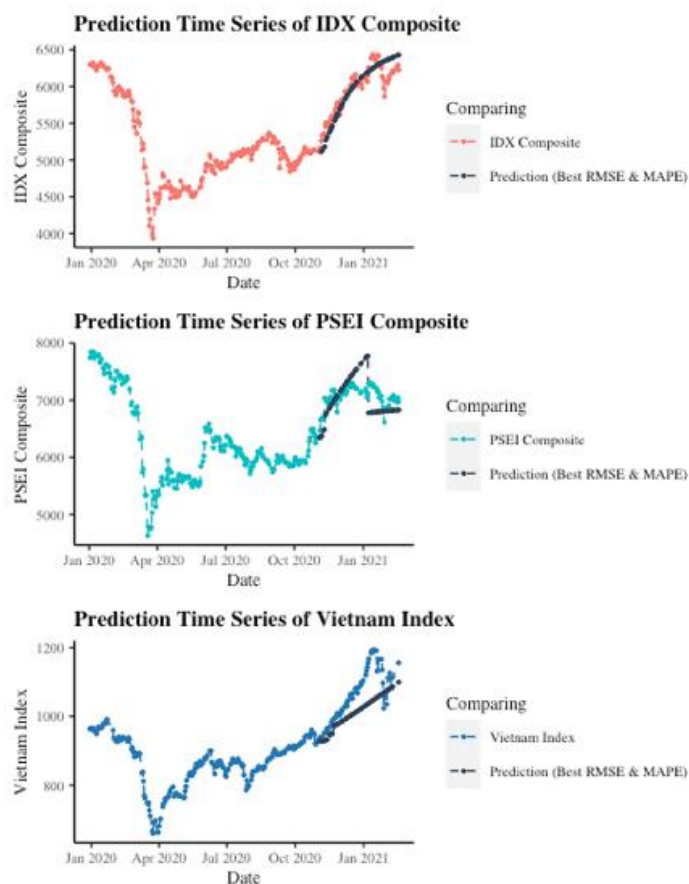 Prediction Time Series of IDX Composite
6500
6000
5500
5000
4500
4000
IDX Composite
Jan 2020 Apr 2020 Jul 2020 Oct 2020 Jan 2021
Date
Comparing
IDX Composite
Prediction (Best RMSE & MAPE)
Prediction Time Series of PSEI Composite
8000
7000
6000
5000
PSEI Composite
Jan 2020 Apr 2020 Jul 2020 Oct 2020 Jan 2021
Date
Comparing
PSEI Composite
Prediction (Best RMSE & MAPE)
Prediction Time Series of Vietnam Index
1200
1000
800
Vietnam Index
Jan 2020 Apr 2020 Jul 2020 Oct 2020 Jan 2021
Date
Comparing
Vietnam Index
Prediction (Best RMSE & MAPE)